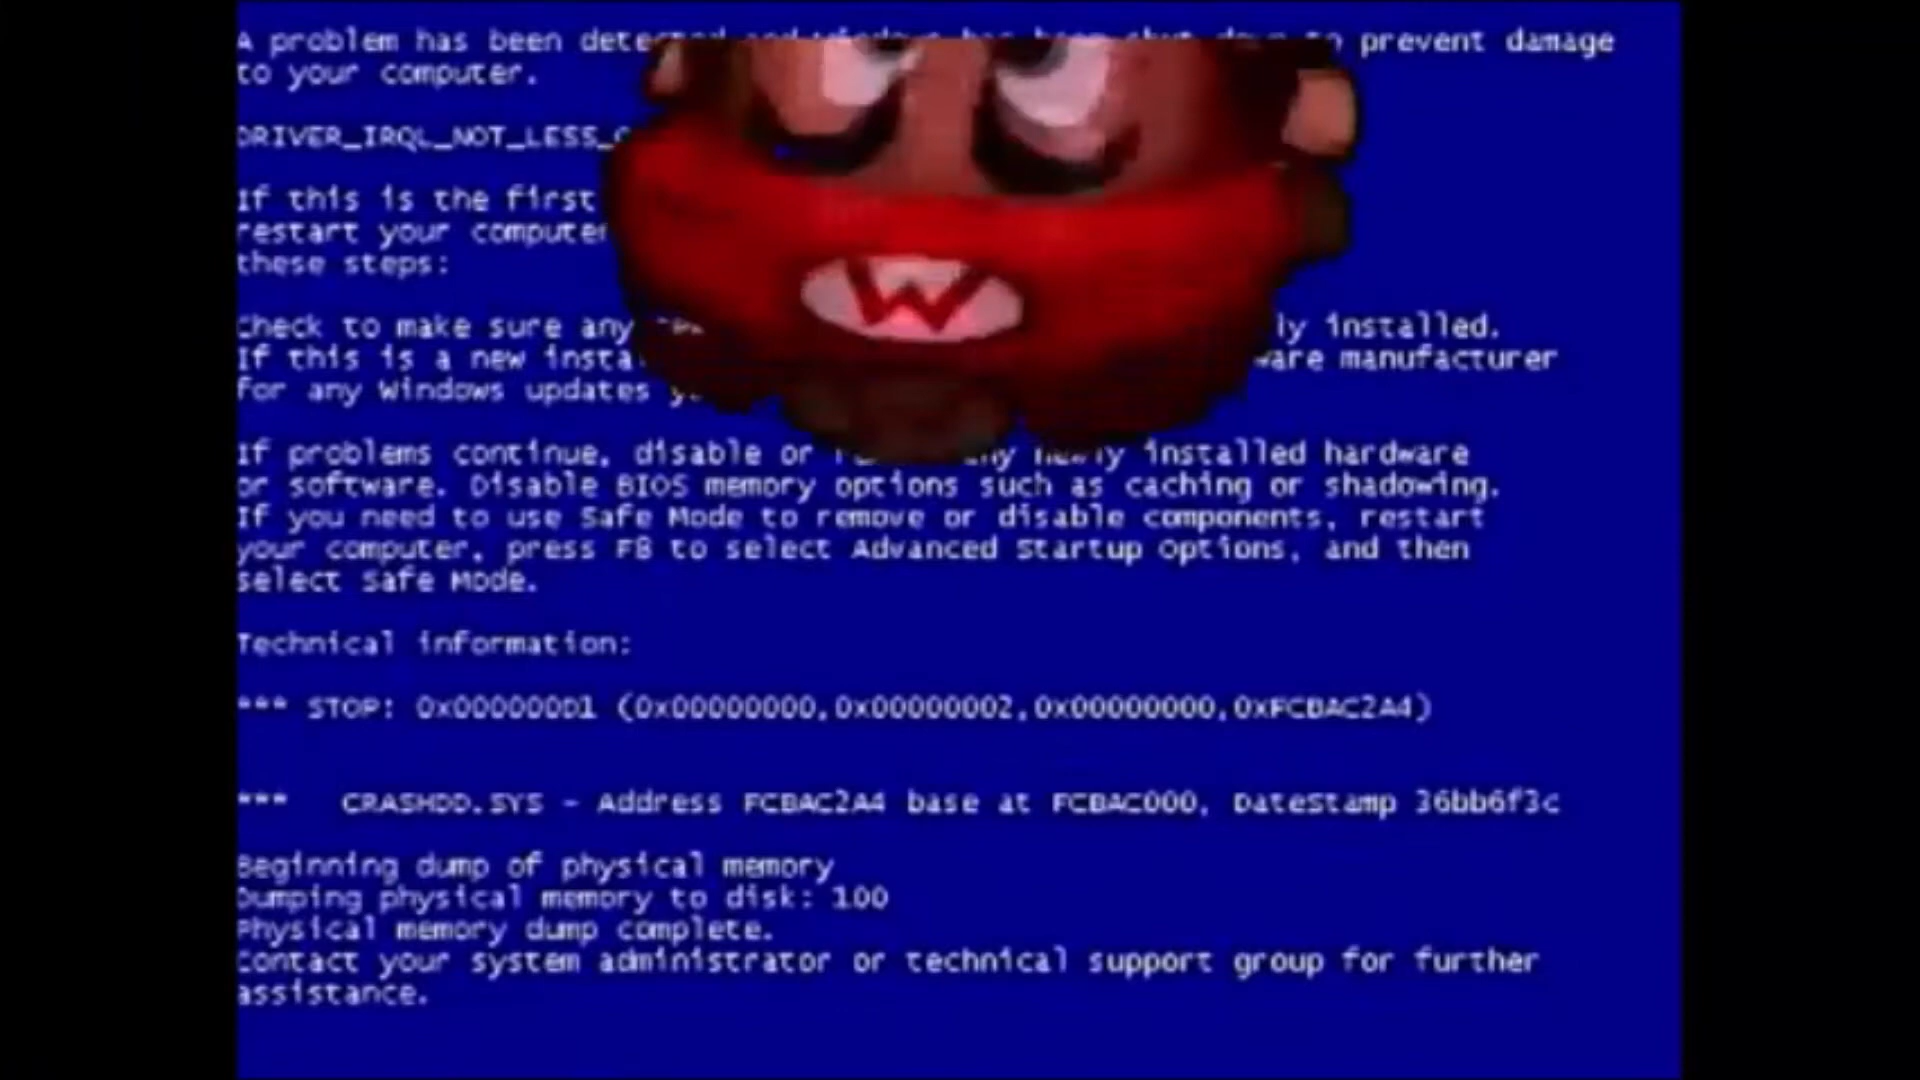 A problem has been detected and windows has been shut down to prevent damage
to your computer.
DRIVER_IRQL_NOT_LESS_
If this is the first
restart your computer
these steps:
Check to make sure any ly installed.
If this is a new instal ware manufacturer
for any Windows updates y
W
If problems continue, disable or any newly installed hardware
or software. Disable BIOS memory options such as caching or shadowing.
If you need to use Safe Mode to remove or disable components, restart
your computer, press F8 to select Advanced Startup Options, and then
select Safe Mode.
Technical information:
*** STOP: 0x000000D1 (0x00000000,0x00000002,0x00000000,0xFCBAC2A4)
*** CRASHDD.SYS - Address FCBAC2A4 base at FCBAC000, DateStamp 36bb6f3c
Beginning dump of physical memory
Dumping physical memory to disk: 100
Physical memory dump complete.
Contact your system administrator or technical support group for further
assistance.